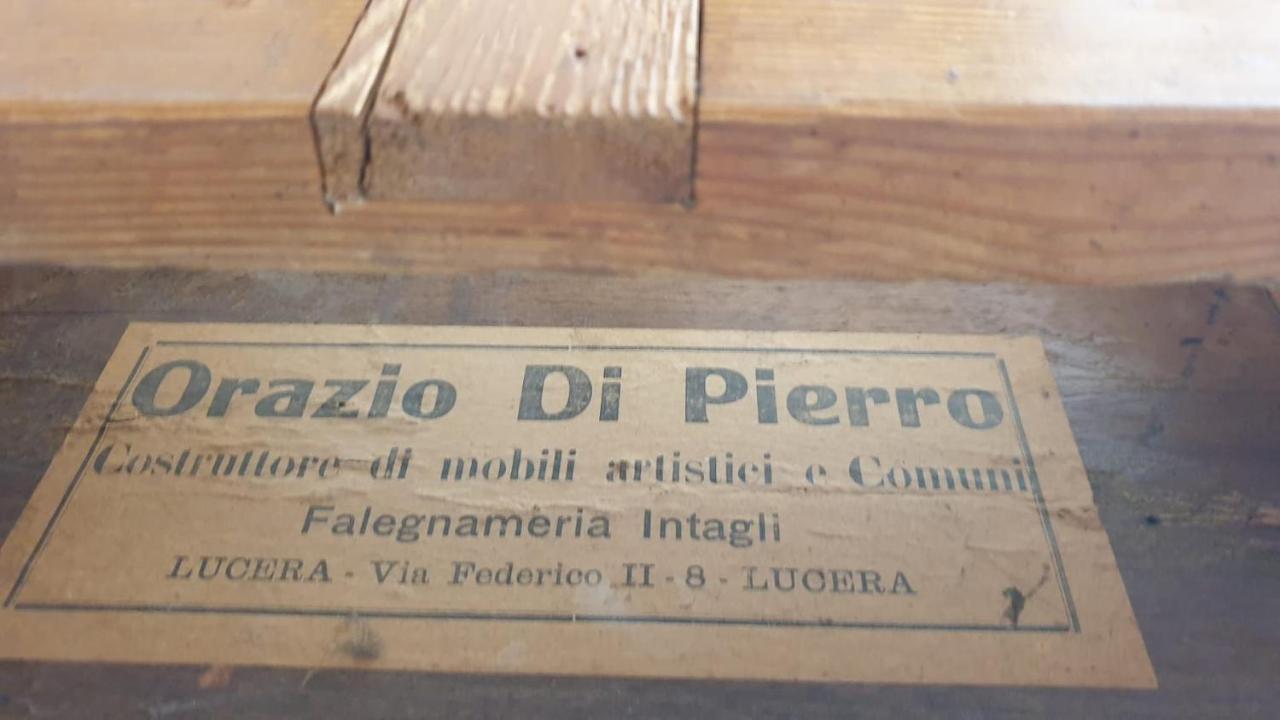 Orazio Di Pierro
Costruttore di mobili artistici e Comuni
Falegnameria Intagli
LUCERA - Via Federico II - 8 - LUCERA